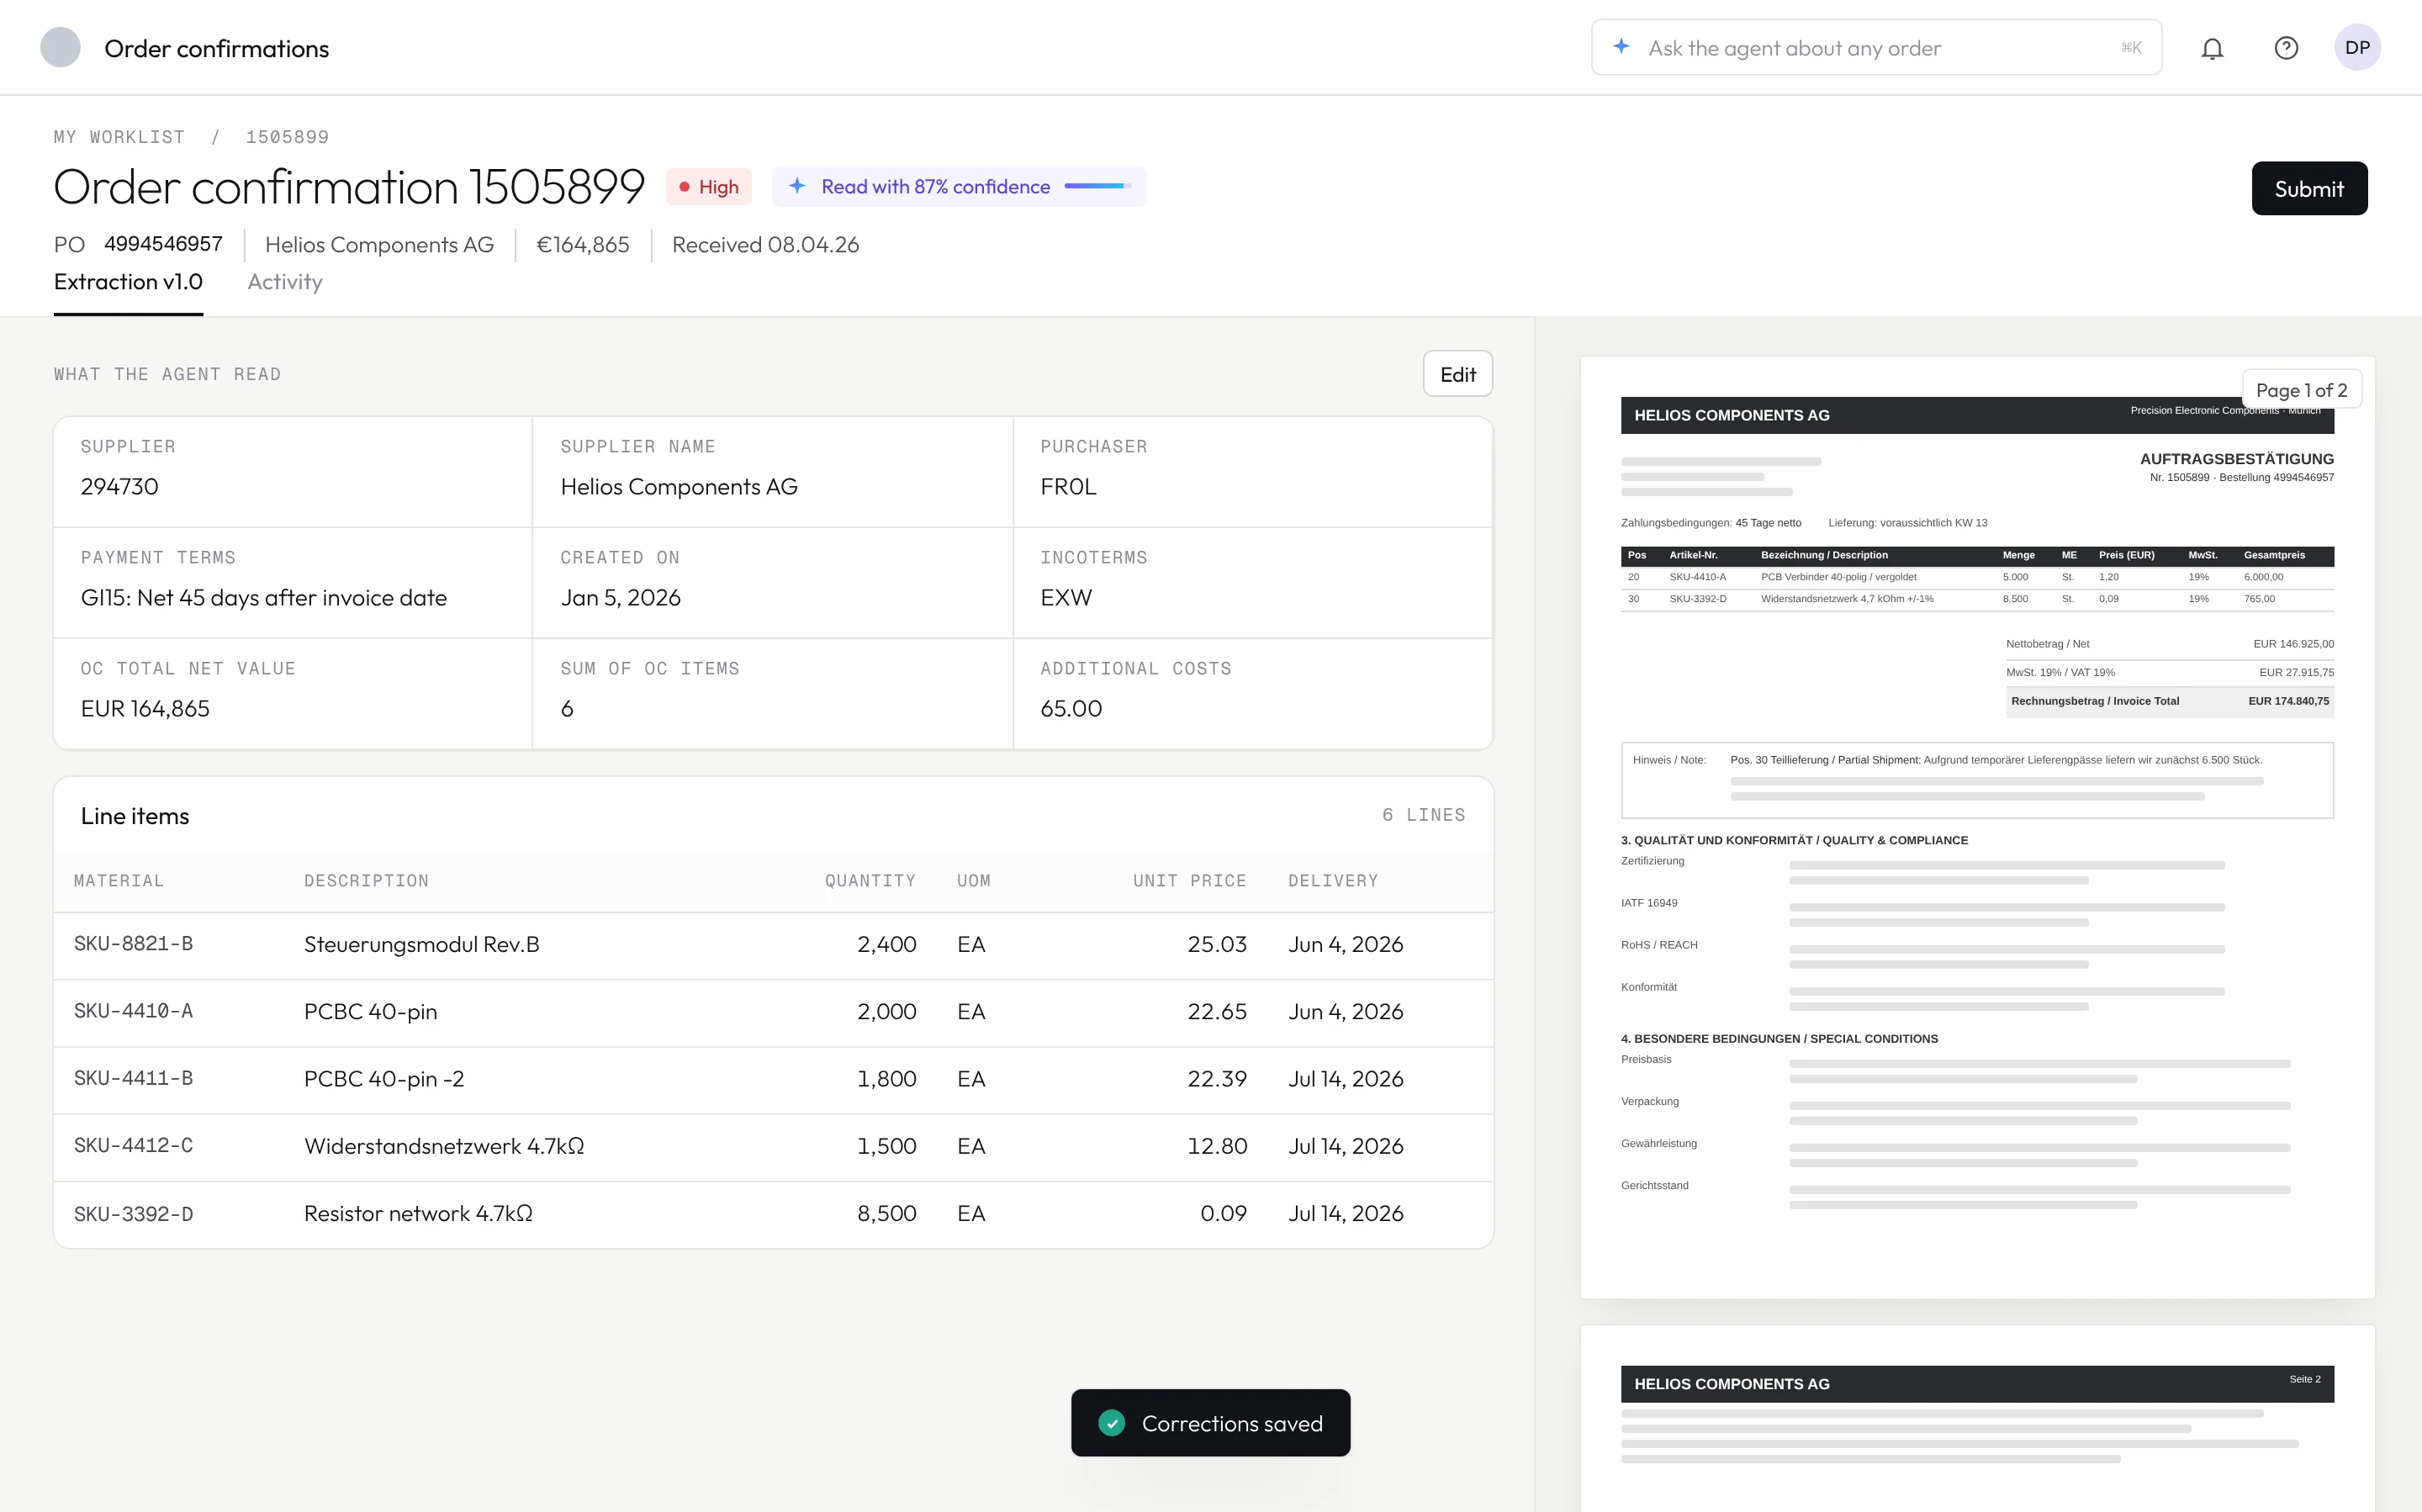 Order confirmations
Ask the agent about any order ⌘K
DP
MY WORKLIST / 1505899
Order confirmation 1505899 High Read with 87% confidence
Submit
PO 4994546957 Helios Components AG €164,865 Received 08.04.26
Extraction v1.0 Activity
WHAT THE AGENT READ
Edit
SUPPLIER SUPPLIER NAME PURCHASER
294730 Helios Components AG FR0L
PAYMENT TERMS CREATED ON INCOTERMS
GI15: Net 45 days after invoice date Jan 5, 2026 EXW
OC TOTAL NET VALUE SUM OF OC ITEMS ADDITIONAL COSTS
EUR 164,865 6 65.00
Line items 6 LINES
MATERIAL DESCRIPTION QUANTITY UOM UNIT PRICE DELIVERY
SKU-8821-B Steuerungsmodul Rev.B 2,400 EA 25.03 Jun 4, 2026
SKU-4410-A PCBC 40-pin 2,000 EA 22.65 Jun 4, 2026
SKU-4411-B PCBC 40-pin -2 1,800 EA 22.39 Jul 14, 2026
SKU-4412-C Widerstandsnetzwerk 4.7kΩ 1,500 EA 12.80 Jul 14, 2026
SKU-3392-D Resistor network 4.7kΩ 8,500 EA 0.09 Jul 14, 2026
Corrections saved
Page 1 of 2
HELIOS COMPONENTS AG Precision Electronic Components · Munich
AUFTRAGSBESTÄTIGUNG
Nr. 1505899 · Bestellung 4994546957
Zahlungsbedingungen: 45 Tage netto Lieferung: voraussichtlich KW 13
Pos Artikel-Nr. Bezeichnung / Description Menge ME Preis (EUR) MwSt. Gesamtpreis
20 SKU-4410-A PCB Verbinder 40-polig / vergoldet 5.000 St. 1,20 19% 6.000,00
30 SKU-3392-D Widerstandsnetzwerk 4,7 kOhm +/-1% 8.500 St. 0,09 19% 765,00
Nettobetrag / Net EUR 146.925,00
MwSt. 19% / VAT 19% EUR 27.915,75
Rechnungsbetrag / Invoice Total EUR 174.840,75
Hinweis / Note: Pos. 30 Teillieferung / Partial Shipment: Aufgrund temporärer Lieferengpässe liefern wir zunächst 6.500 Stück.
3. QUALITÄT UND KONFORMITÄT / QUALITY & COMPLIANCE
Zertifizierung
IATF 16949
RoHS / REACH
Konformität
4. BESONDERE BEDINGUNGEN / SPECIAL CONDITIONS
Preisbasis
Verpackung
Gewährleistung
Gerichtsstand
HELIOS COMPONENTS AG Seite 2